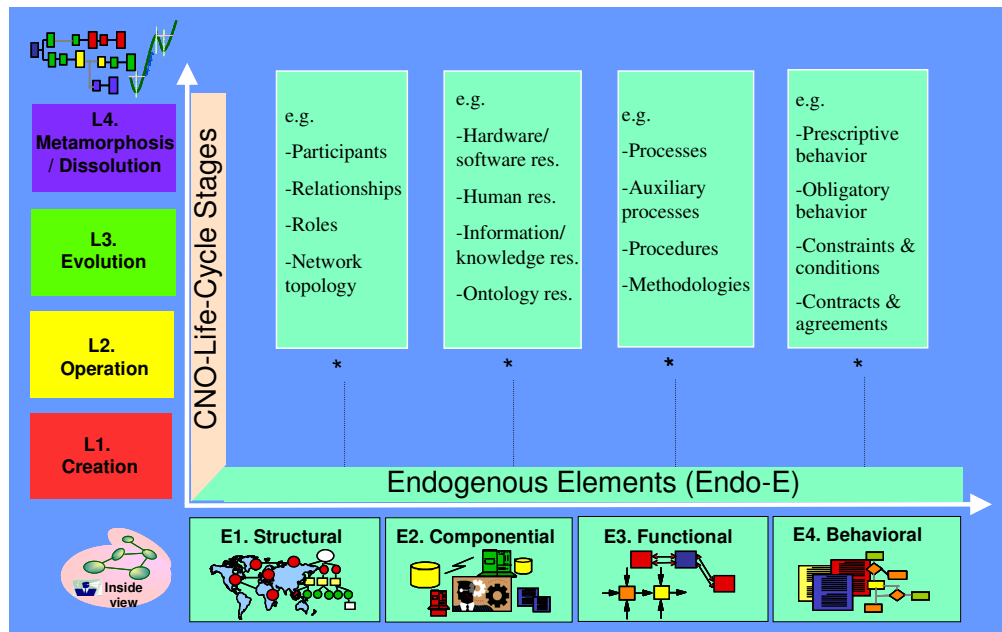 L4.
Metamorphosis
/ Dissolution
L3.
Evolution
L2.
Operation
L1.
Creation
CNO-Life-Cycle Stages
e.g.
-Participants
-Relationships
-Roles
-Network
topology
*
e.g.
-Hardware/
software res.
-Human res.
-Information/
knowledge res.
-Ontology res.
*
e.g.
-Processes
-Auxiliary
processes
-Procedures
-Methodologies
*
e.g.
-Prescriptive
behavior
-Obligatory
behavior
-Constraints &
conditions
-Contracts &
agreements
*
Endogenous Elements (Endo-E)
Inside
view
E1. Structural
E2. Componential
E3. Functional
E4. Behavioral